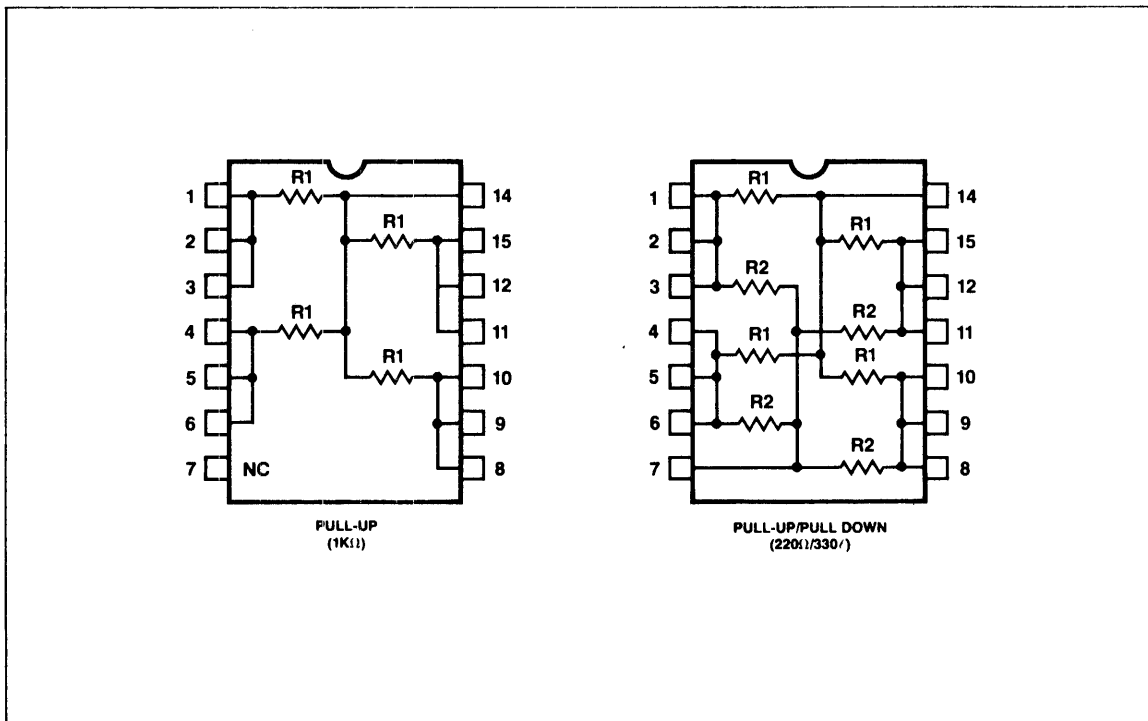 R1
1 14
R1
2 15
3 12
R1
4 11
R1
5 10
6 9
7 NC 8
PULL-UP
(1KΩ)
R1
1 14
R1
2 15
R2
3 12
R2
4 11
R1 R1
5 10
R2
6 9
R2
7 8
PULL-UP/PULL DOWN
(220Ω/330Ω)